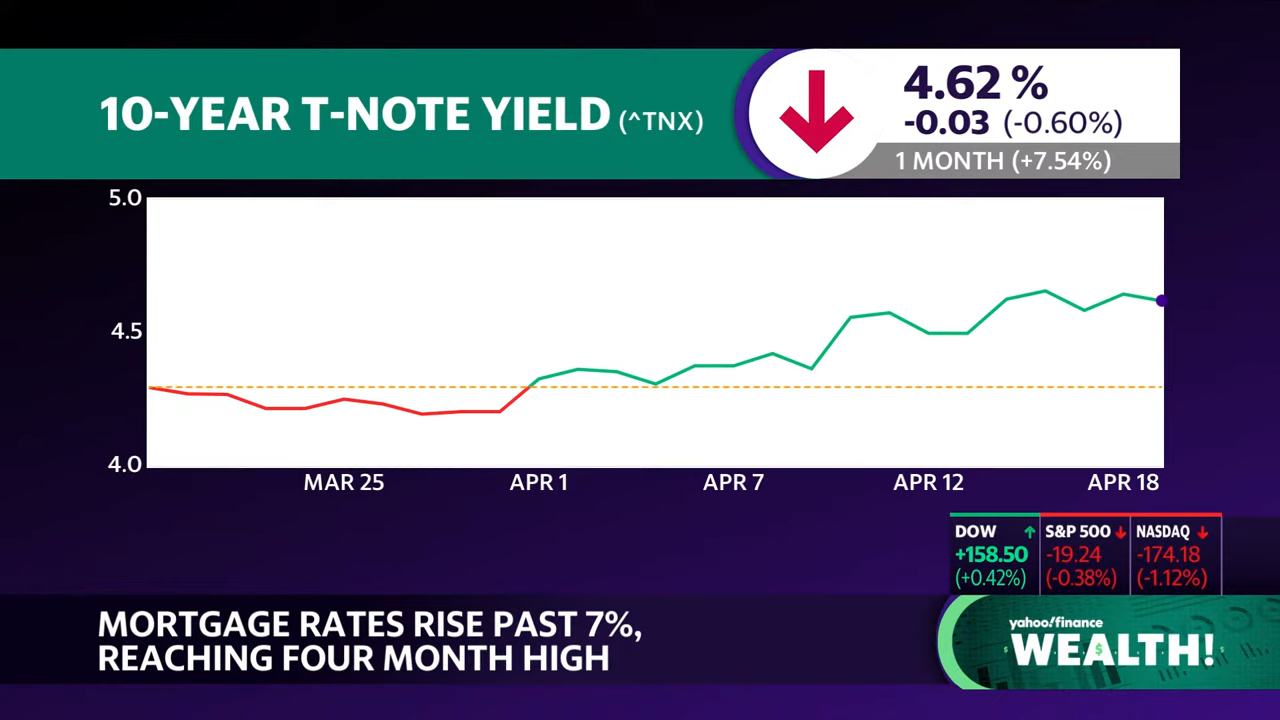 10-YEAR T-NOTE YIELD (^TNX)
4.62 %
-0.03 (-0.60%)
1 MONTH (+7.54%)
5.0
4.5
4.0
MAR 25
APR 1
APR 7
APR 12
APR 18
DOW
+158.50
(+0.42%)
S&P 500
-19.24
(-0.38%)
NASDAQ
-174.18
(-1.12%)
MORTGAGE RATES RISE PAST 7%,
REACHING FOUR MONTH HIGH
yahoo!finance
WEALTH!